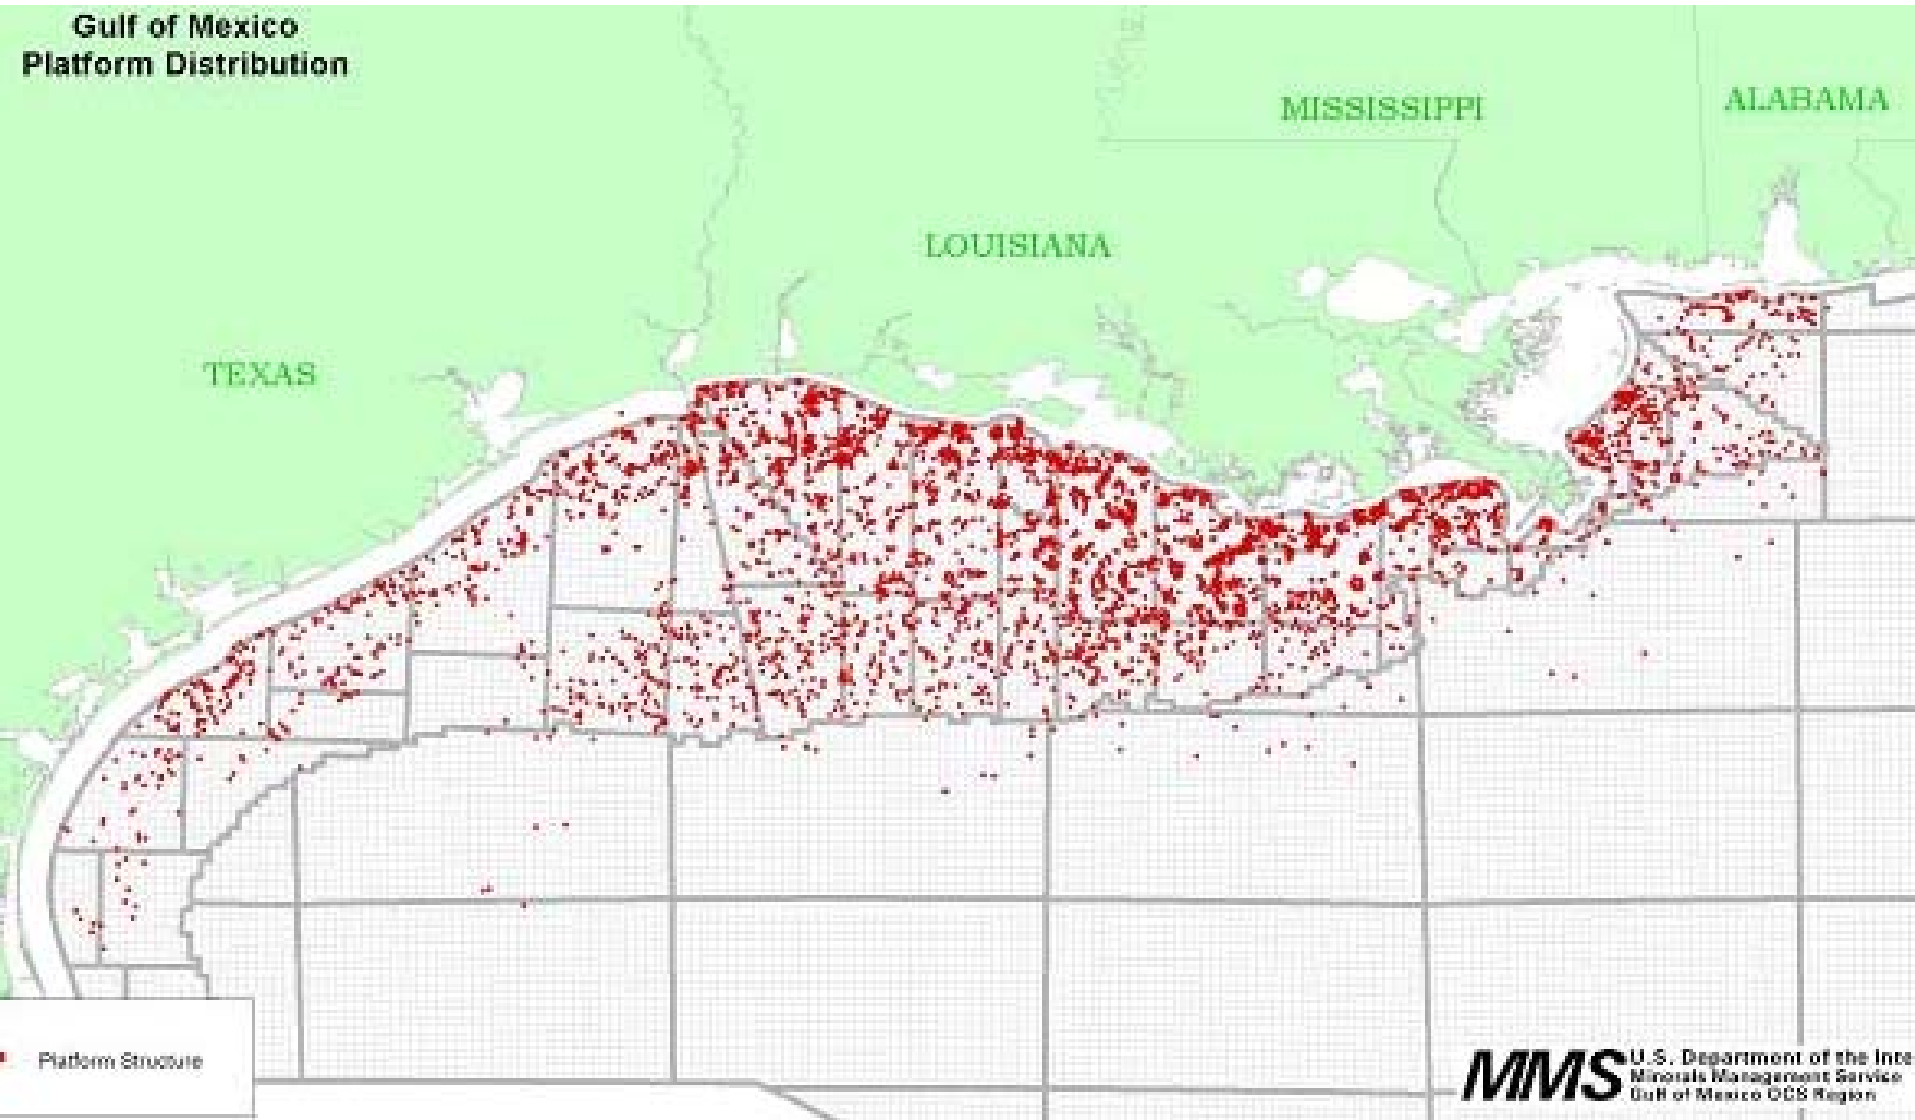 Gulf of Mexico
Platform Distribution
MISSISSIPPI
ALABAMA
LOUISIANA
TEXAS
Platform Structure
MMS
U.S. Department of the Inte
Minerals Management Service
Gulf of Mexico OCS Region